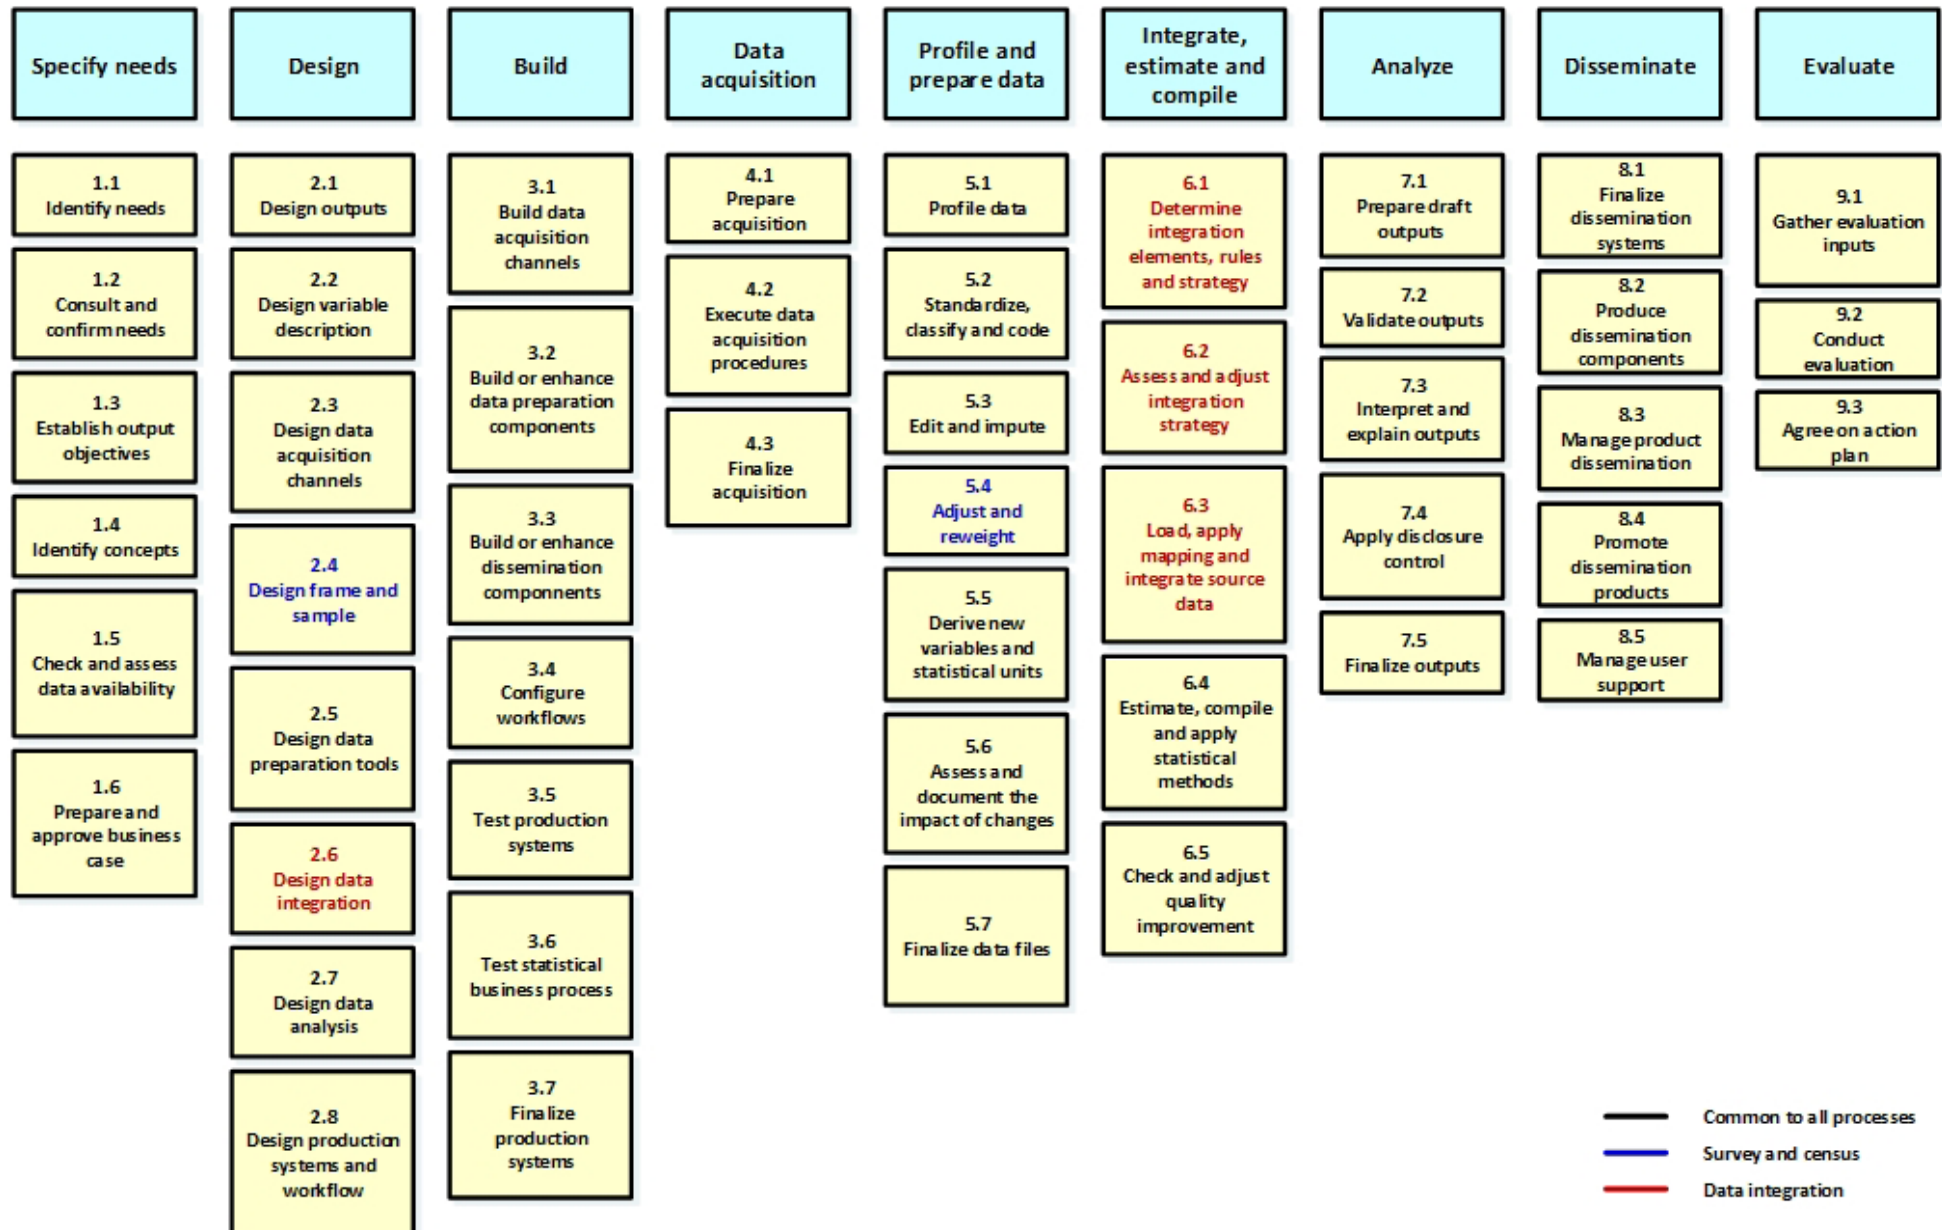 Specify needs
Design
Build
Data
acquisition
Profile and
prepare data
Integrate,
estimate and
compile
Analyze
Disseminate
Evaluate
1.1
Identify needs
1.2
Consult and
confirm needs
1.3
Establish output
objectives
1.4
Identify concepts
1.5
Check and assess
data availability
1.6
Prepare and
approve business
case
2.1
Design outputs
2.2
Design variable
description
2.3
Design data
acquisition
channels
2.4
Design frame and
sample
2.5
Design data
preparation tools
2.6
Design data
integration
2.7
Design data
analysis
2.8
Design production
systems and
workflow
3.1
Build data
acquisition
channels
3.2
Build or enhance
data preparation
components
3.3
Build or enhance
dissemination
componnents
3.4
Configure
workflows
3.5
Test production
systems
3.6
Test statistical
business process
3.7
Finalize
production
systems
4.1
Prepare
acquisition
4.2
Execute data
acquisition
procedures
4.3
Finalize
acquisition
5.1
Profile data
5.2
Standardize,
classify and code
5.3
Edit and impute
5.4
Adjust and
reweight
5.5
Derive new
variables and
statistical units
5.6
Assess and
document the
impact of changes
5.7
Finalize data files
6.1
Determine
integration
elements, rules
and strategy
6.2
Assess and adjust
integration
strategy
6.3
Load, apply
mapping and
integrate source
data
6.4
Estimate, compile
and apply
statistical
methods
6.5
Check and adjust
quality
improvement
7.1
Prepare draft
outputs
7.2
Validate outputs
7.3
Interpret and
explain outputs
7.4
Apply disclosure
control
7.5
Finalize outputs
8.1
Finalize
dissemination
systems
8.2
Produce
dissemination
components
8.3
Manage product
dissemination
8.4
Promote
dissemination
products
8.5
Manage user
support
9.1
Gather evaluation
inputs
9.2
Conduct
evaluation
9.3
Agree on action
plan
Common to all processes
Survey and census
Data integration